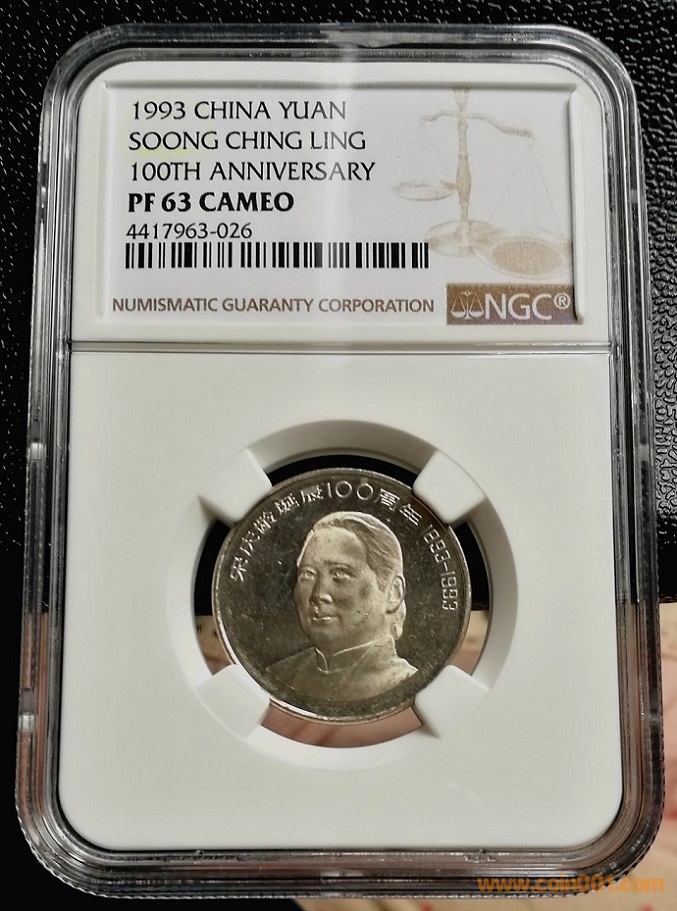 1993 CHINA YUAN
SOONG CHING LING
100TH ANNIVERSARY
PF 63 CAMEO
4417963-026
NUMISMATIC GUARANTY CORPORATION
NGC®
宋庆龄诞辰100周年 1893-1993
www.coin001.com